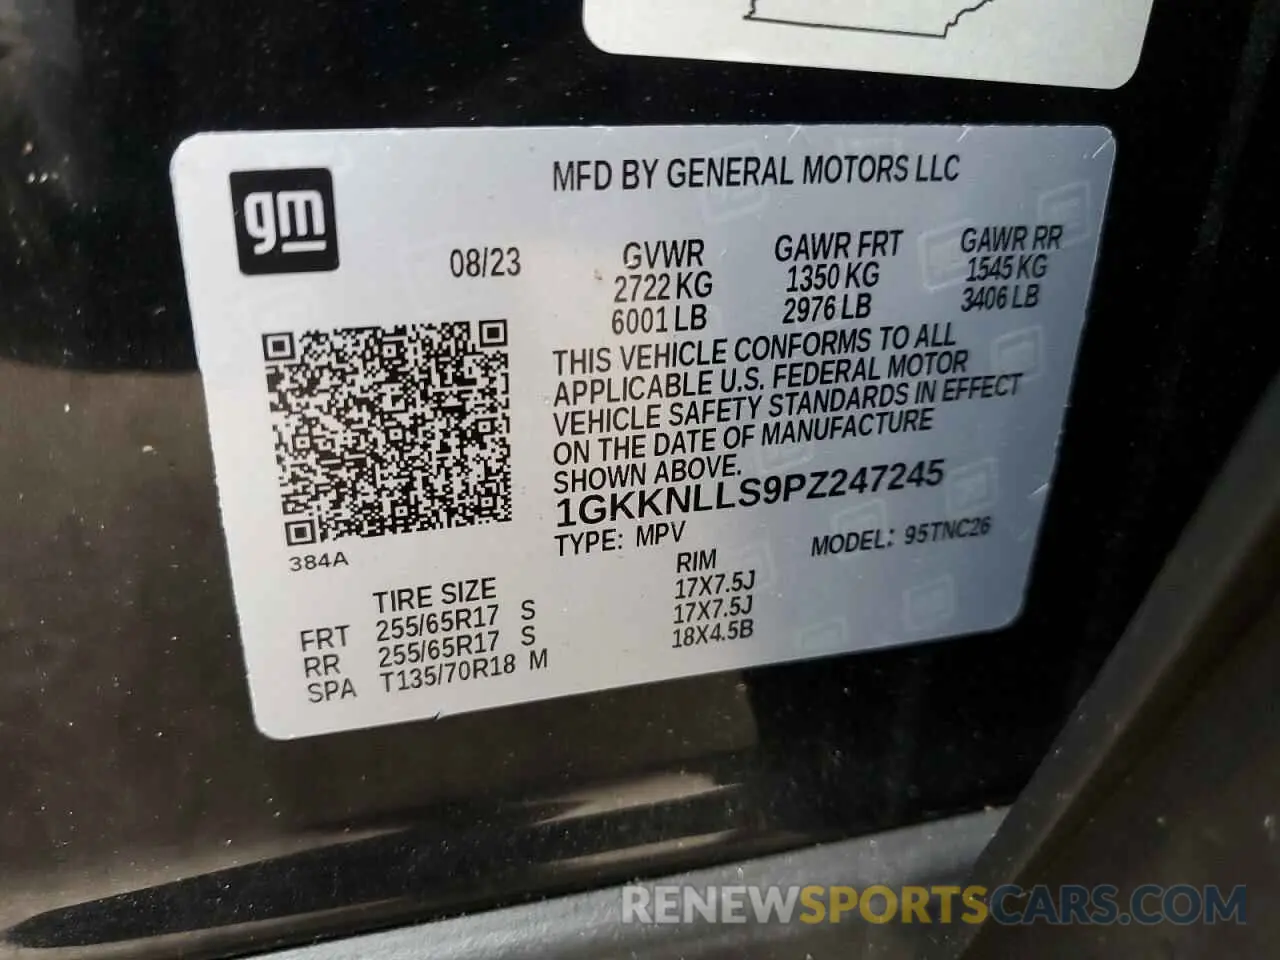 gm
MFD BY GENERAL MOTORS LLC
08/23
GVWR GAWR FRT GAWR RR
2722 KG 1350 KG 1545 KG
6001 LB 2976 LB 3406 LB
THIS VEHICLE CONFORMS TO ALL
APPLICABLE U.S. FEDERAL MOTOR
VEHICLE SAFETY STANDARDS IN EFFECT
ON THE DATE OF MANUFACTURE
SHOWN ABOVE.
1GKKNLLS9PZ247245
TYPE: MPV MODEL: 95TNC26
384A
TIRE SIZE RIM
FRT 255/65R17 S 17X7.5J
RR 255/65R17 S 17X7.5J
SPA T135/70R18 M 18X4.5B
RENEWSPORTSCARS.COM